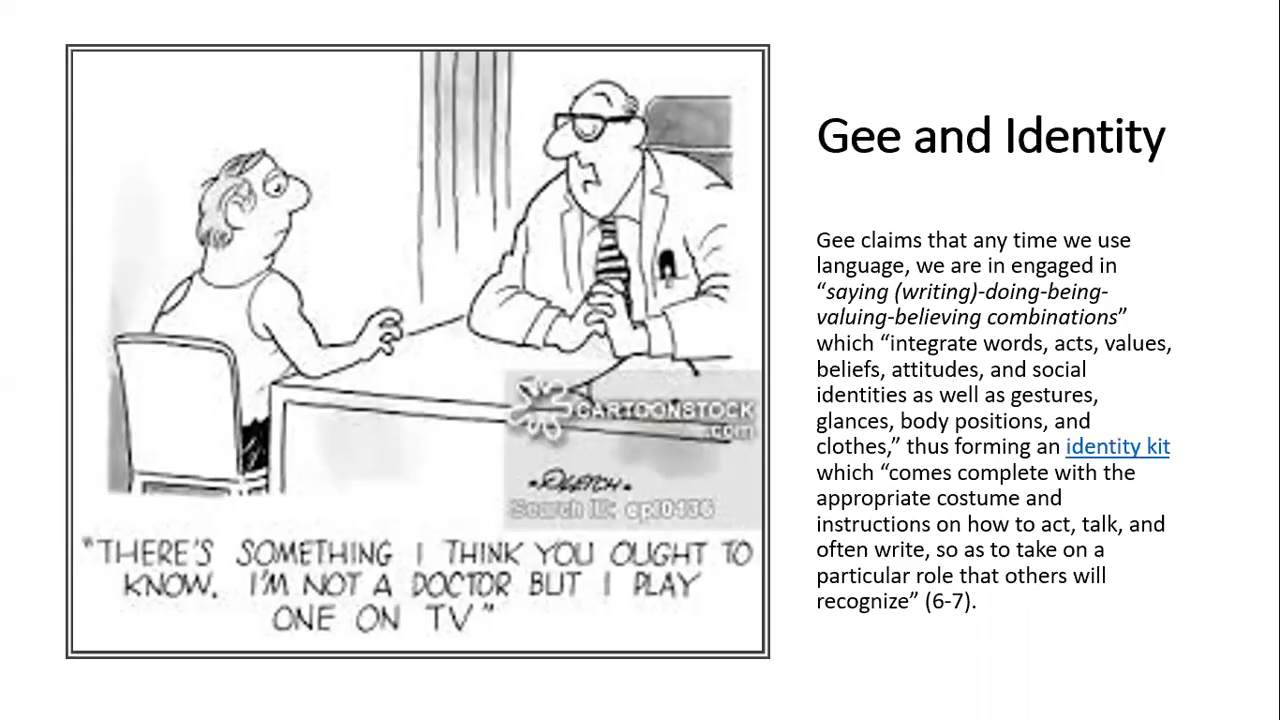 Gee and Identity
Gee claims that any time we use
language, we are in engaged in
“saying (writing)-doing-being-
valuing-believing combinations”
which “integrate words, acts, values,
beliefs, attitudes, and social
identities as well as gestures,
glances, body positions, and
clothes,” thus forming an identity kit
which “comes complete with the
appropriate costume and
instructions on how to act, talk, and
often write, so as to take on a
particular role that others will
recognize” (6-7).
CARTOONSTOCK
.com
Search ID:
"THERE'S SOMETHING I THINK YOU OUGHT TO
KNOW. I'M NOT A DOCTOR BUT I PLAY
ONE ON TV"